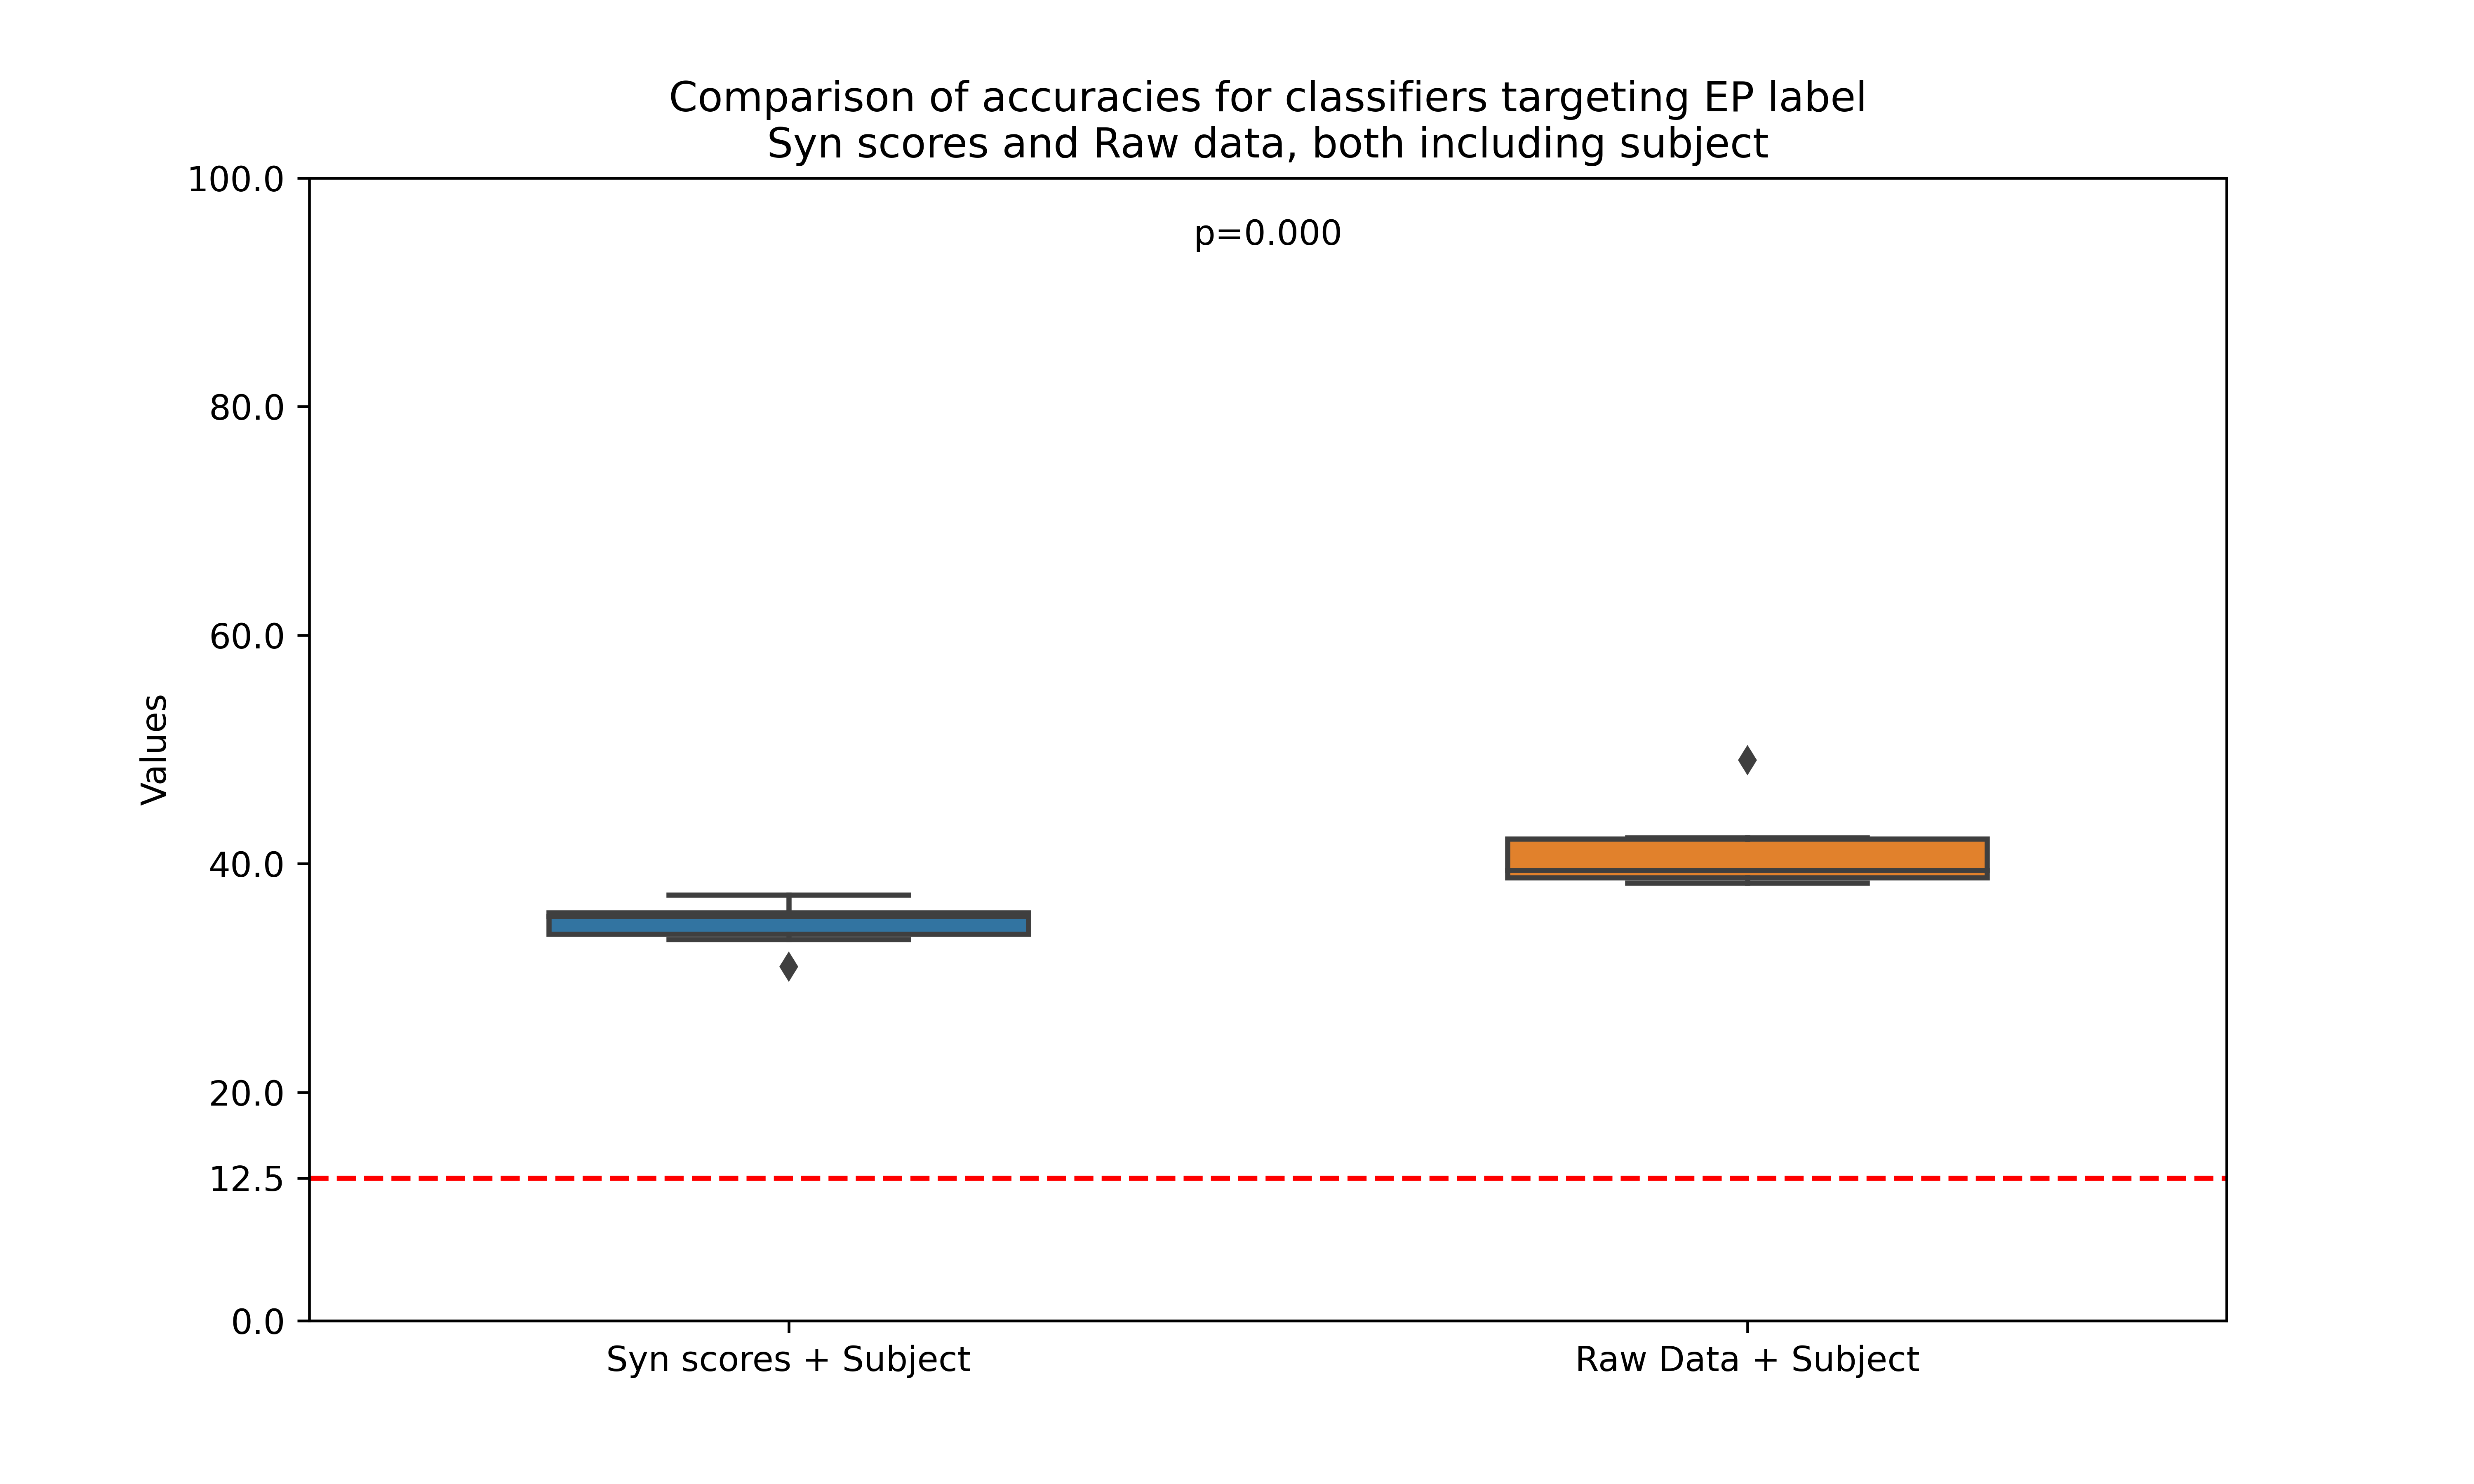 Comparison of accuracies for classifiers targeting EP label
Syn scores and Raw data, both including subject
100.0
p=0.000
80.0
60.0
Values
40.0
20.0
12.5
0.0
Syn scores + Subject
Raw Data + Subject